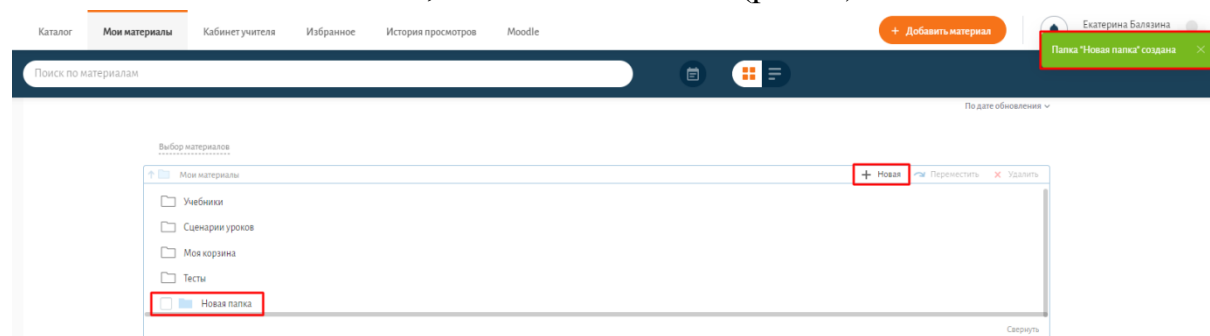 Каталог Мои материалы Кабинет учителя Избранное История просмотров Moodle + Добавить материал Екатерина Балязина
Папка "Новая папка" создана ×
Поиск по материалам
По дате обновления
Выбор материалов
Мои материалы + Новая Переместить × Удалить
Учебники
Сценарии уроков
Моя корзина
Тесты
Новая папка
Свернуть